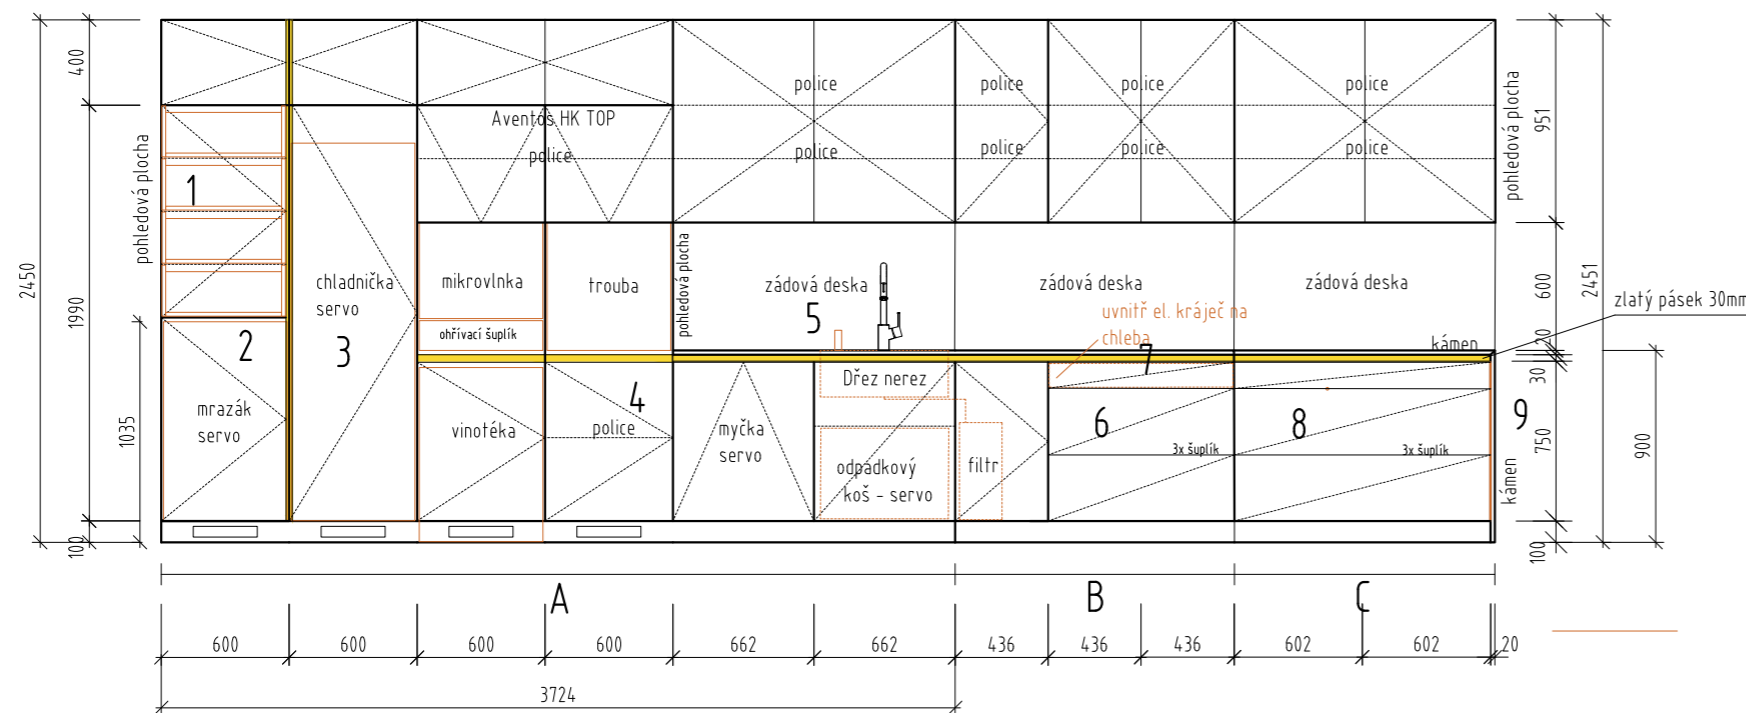 400
1990
2450
1035
100
pohledová plocha
1
2
3
chladnička
servo
mrazák
servo
Aventos HK TOP
police
mikrovlnka
ohřívací šuplík
trouba
pohledová plocha
vinotéka
4
police
police
police
police
police
police
police
police
police
zádová deska
zádová deska
zádová deska
5
uvnitř el. kráječ na
chleba
7
kámen
Dřez nerez
myčka
servo
odpadkový
koš - servo
filtr
6
3x šuplík
8
3x šuplík
9
kámen
pohledová plocha
951
600
20
30
750
100
2451
900
zlatý pásek 30mm
A
B
C
600
600
600
600
662
662
436
436
436
602
602
20
3724